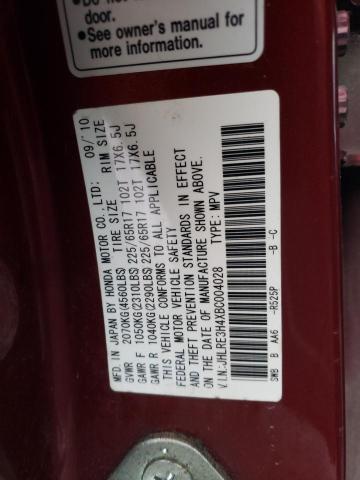 •Do not
door.
•See owner's manual for
more information.
MFD. IN JAPAN BY HONDA MOTOR CO., LTD: 09/'10
TIRE SIZE RIM SIZE
GVWR 2070KG(4560LBS)
GAWR F 1050KG(2310LBS) 225/65R17 102T 17X6.5J
GAWR R 1040KG(2290LBS) 225/65R17 102T 17X6.5J
THIS VEHICLE CONFORMS TO ALL APPLICABLE
FEDERAL MOTOR VEHICLE SAFETY
AND THEFT PREVENTION STANDARDS IN EFFECT
ON THE DATE OF MANUFACTURE SHOWN ABOVE.
V.I.N.:JHLRE3H4XBC004028 TYPE: MPV
SWB B AA6 -R525P -B -C